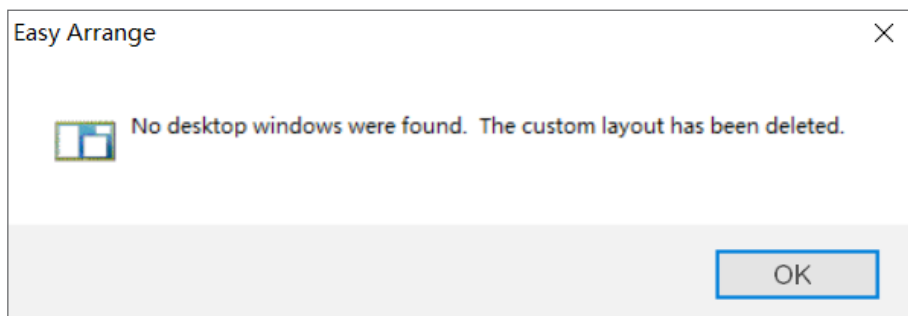 Easy Arrange
No desktop windows were found.  The custom layout has been deleted.
OK